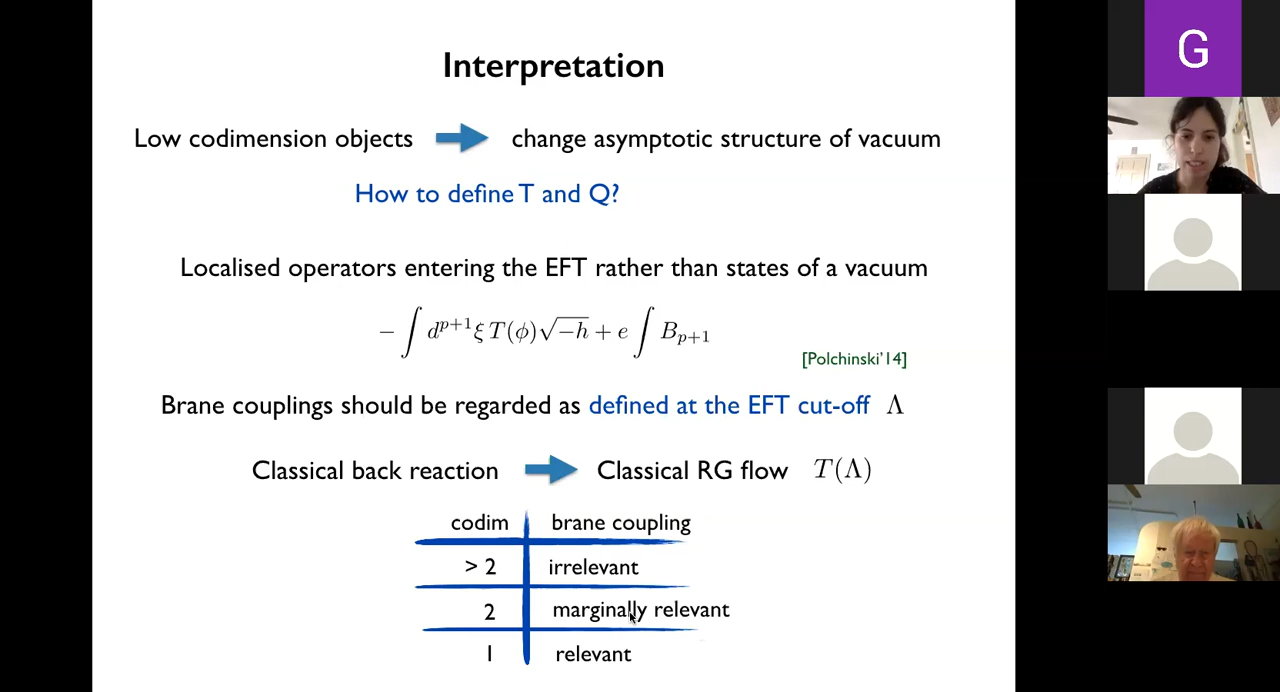 Interpretation
Low codimension objects change asymptotic structure of vacuum
How to define T and Q?
Localised operators entering the EFT rather than states of a vacuum
− ∫ d^{p+1}ξ T(ϕ)√−h + e ∫ B_{p+1}
[Polchinski'14]
Brane couplings should be regarded as defined at the EFT cut-off Λ
Classical back reaction Classical RG flow T(Λ)
codim brane coupling
> 2 irrelevant
2 marginally relevant
1 relevant
G